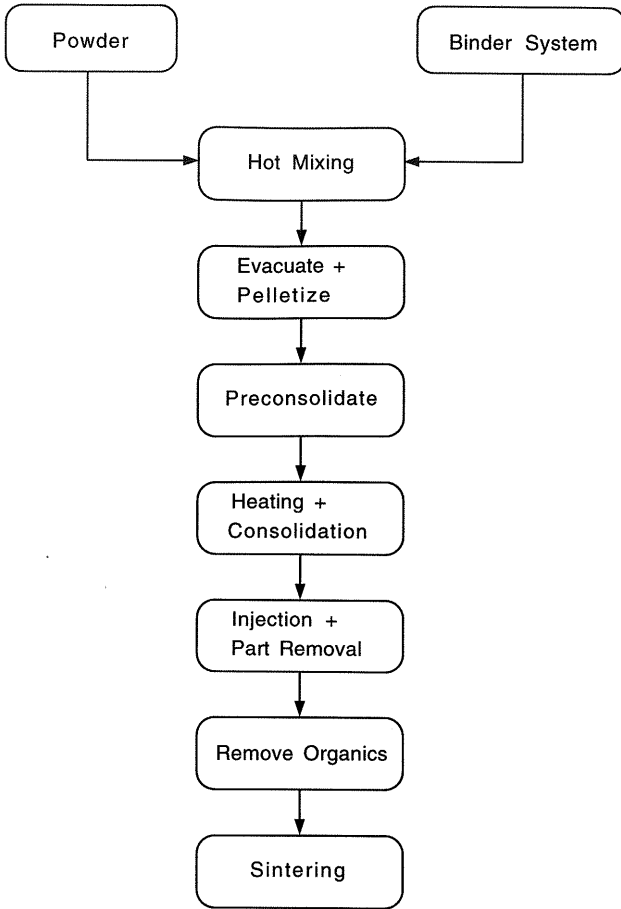 Powder
Binder System
Hot Mixing
Evacuate +
Pelletize
Preconsolidate
Heating +
Consolidation
Injection +
Part Removal
Remove Organics
Sintering